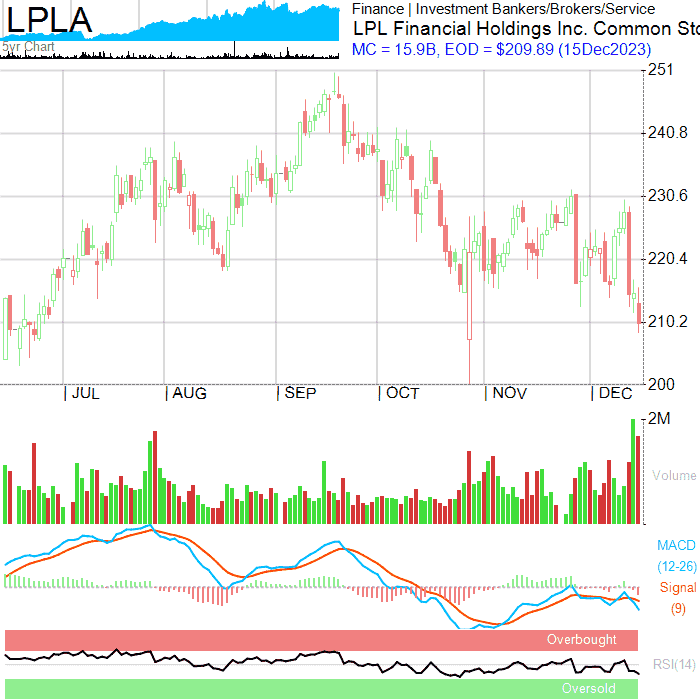 LPLA
5yr Chart
Finance | Investment Bankers/Brokers/Service
LPL Financial Holdings Inc. Common Sto
MC = 15.9B, EOD = $209.89 (15Dec2023)
251
240.8
230.6
220.4
210.2
200
| JUL | AUG | SEP | OCT | NOV | DEC
2M
Volume
MACD
(12-26)
Signal
(9)
Overbought
RSI(14)
Oversold